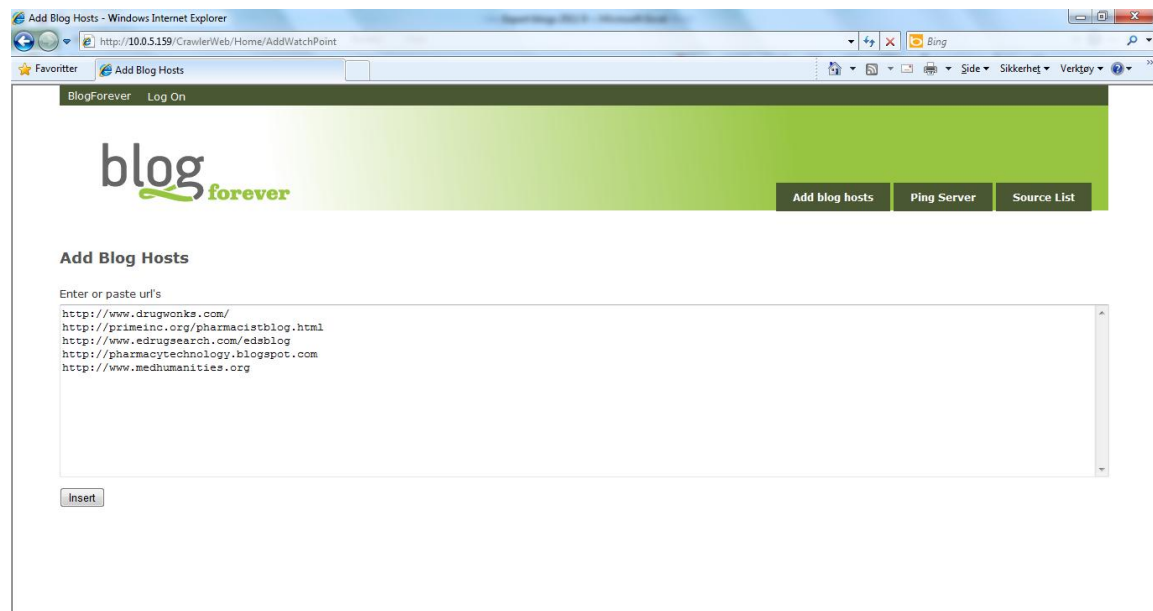 Add Blog Hosts - Windows Internet Explorer
http://10.0.5.159/CrawlerWeb/Home/AddWatchPoint
Bing
Favoritter
Add Blog Hosts
Side
Sikkerhet
Verktøy
BlogForever
Log On
blog
forever
Add blog hosts
Ping Server
Source List
Add Blog Hosts
Enter or paste url's
http://www.drugwonks.com/
http://primeinc.org/pharmacistblog.html
http://www.edrugsearch.com/edsblog
http://pharmacytechnology.blogspot.com
http://www.medhumanities.org
Insert